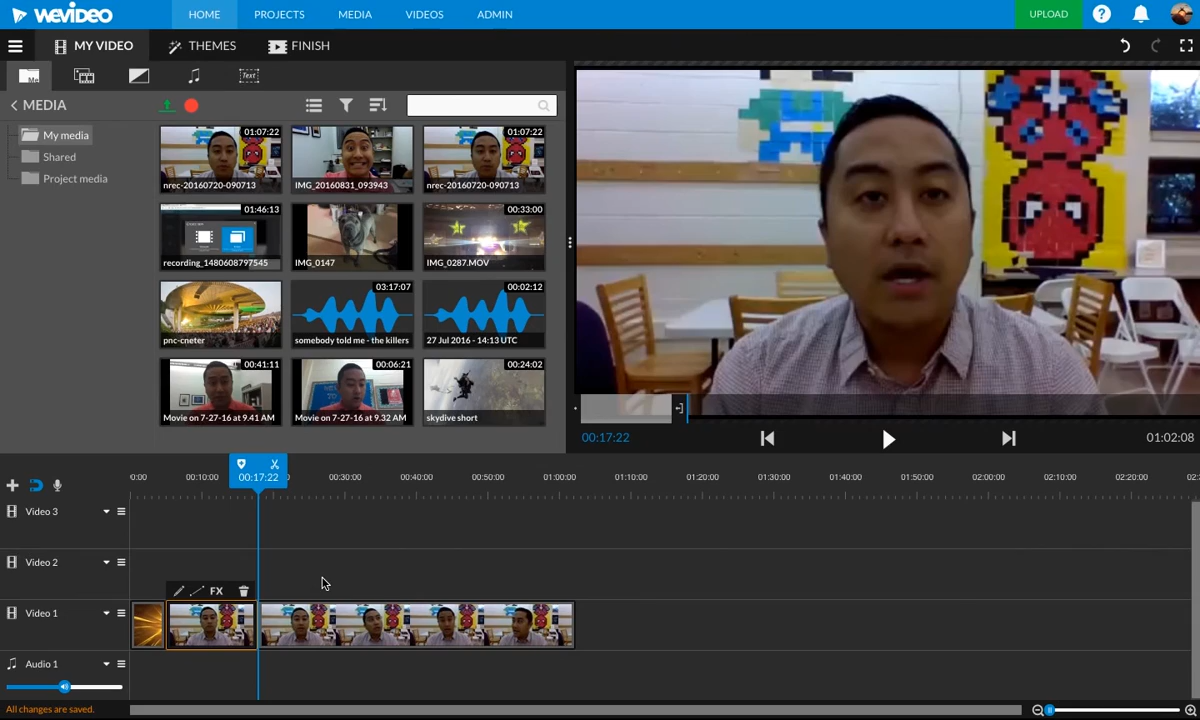 WEVIDEO HOME PROJECTS MEDIA VIDEOS ADMIN UPLOAD ?
MY VIDEO THEMES FINISH
Me Text
MEDIA
My media
Shared
Project media
01:07:22 01:07:22
nrec-20160720-090713 IMG_20160831_093943 nrec-20160720-090713
01:46:13 00:33:00
recording_1480608797545 IMG_0147 IMG_0287.MOV
03:17:07 00:02:12
pnc-cneter somebody told me - the killers 27 Jul 2016 - 14:13 UTC
00:41:11 00:06:21 00:24:02
Movie on 7-27-16 at 9.41 AM Movie on 7-27-16 at 9.32 AM skydive short
00:17:22 01:02:08
0:00 00:10:00 00:17:22 00:30:00 00:40:00 00:50:00 01:00:00 01:10:00 01:20:00 01:30:00 01:40:00 01:50:00 02:00:00 02:10:00 02:20:00 02:
Video 3
Video 2
FX
Video 1
Audio 1
All changes are saved.